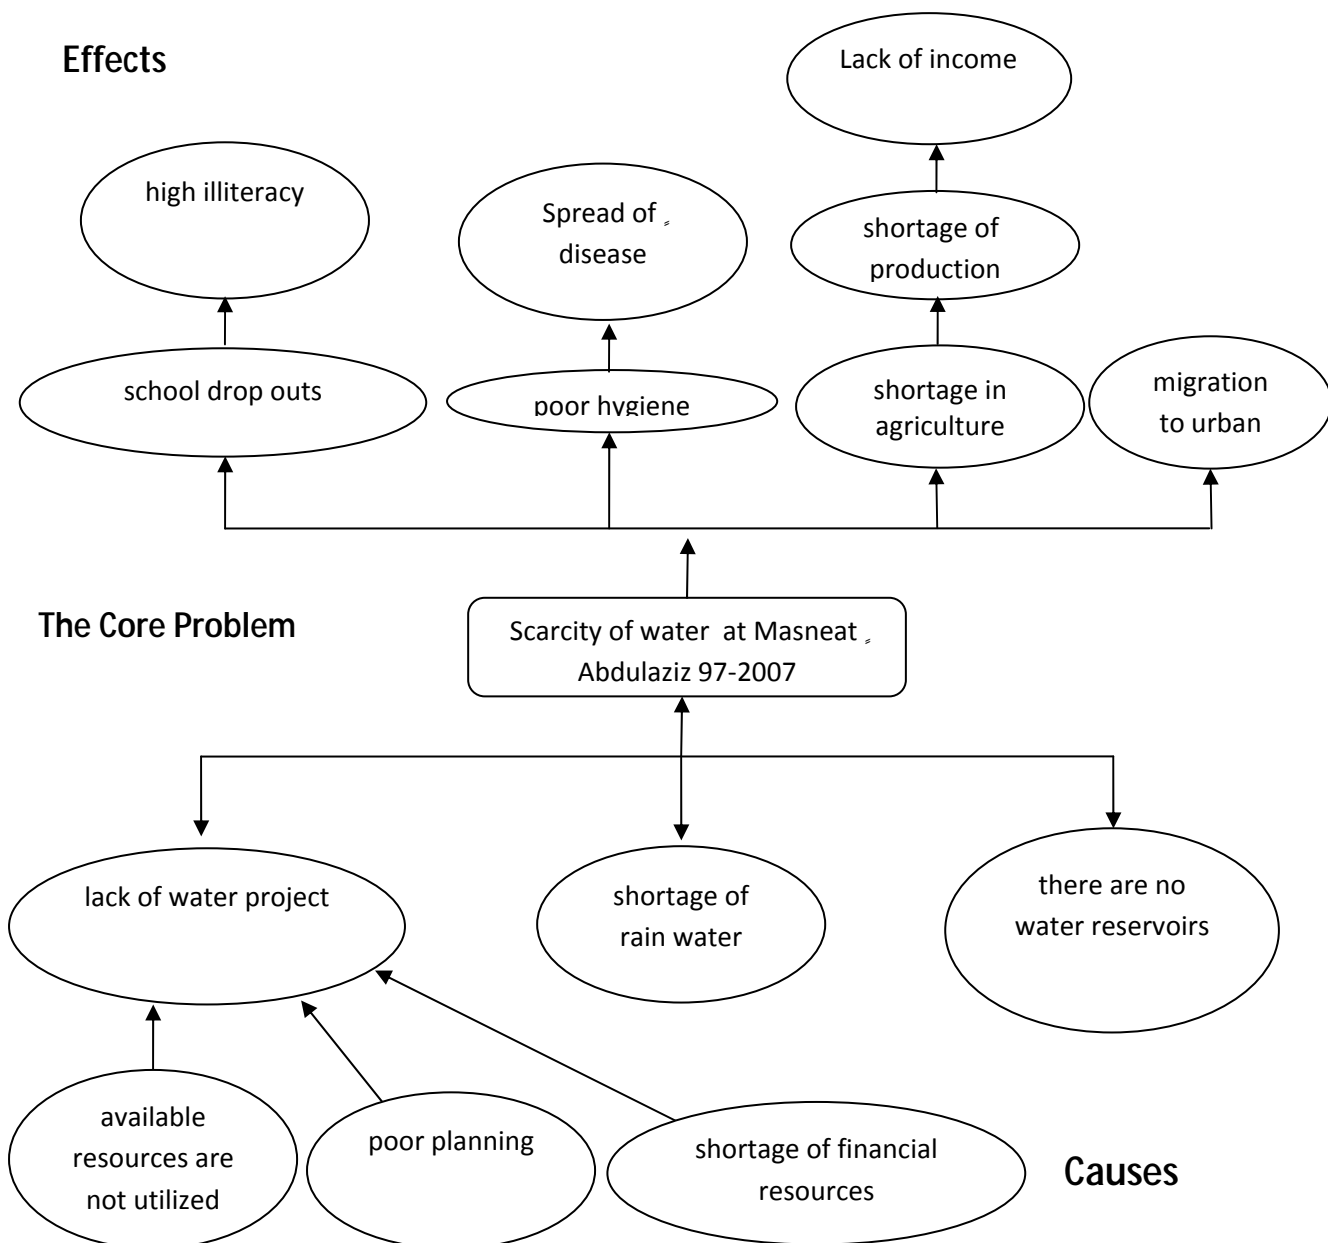 Effects
Lack of income
high illiteracy
Spread of
disease
shortage of
production
school drop outs
poor hygiene
shortage in
agriculture
migration
to urban
The Core Problem
Scarcity of water at Masneat
Abdulaziz 97-2007
lack of water project
shortage of
rain water
there are no
water reservoirs
available
resources are
not utilized
poor planning
shortage of financial
resources
Causes